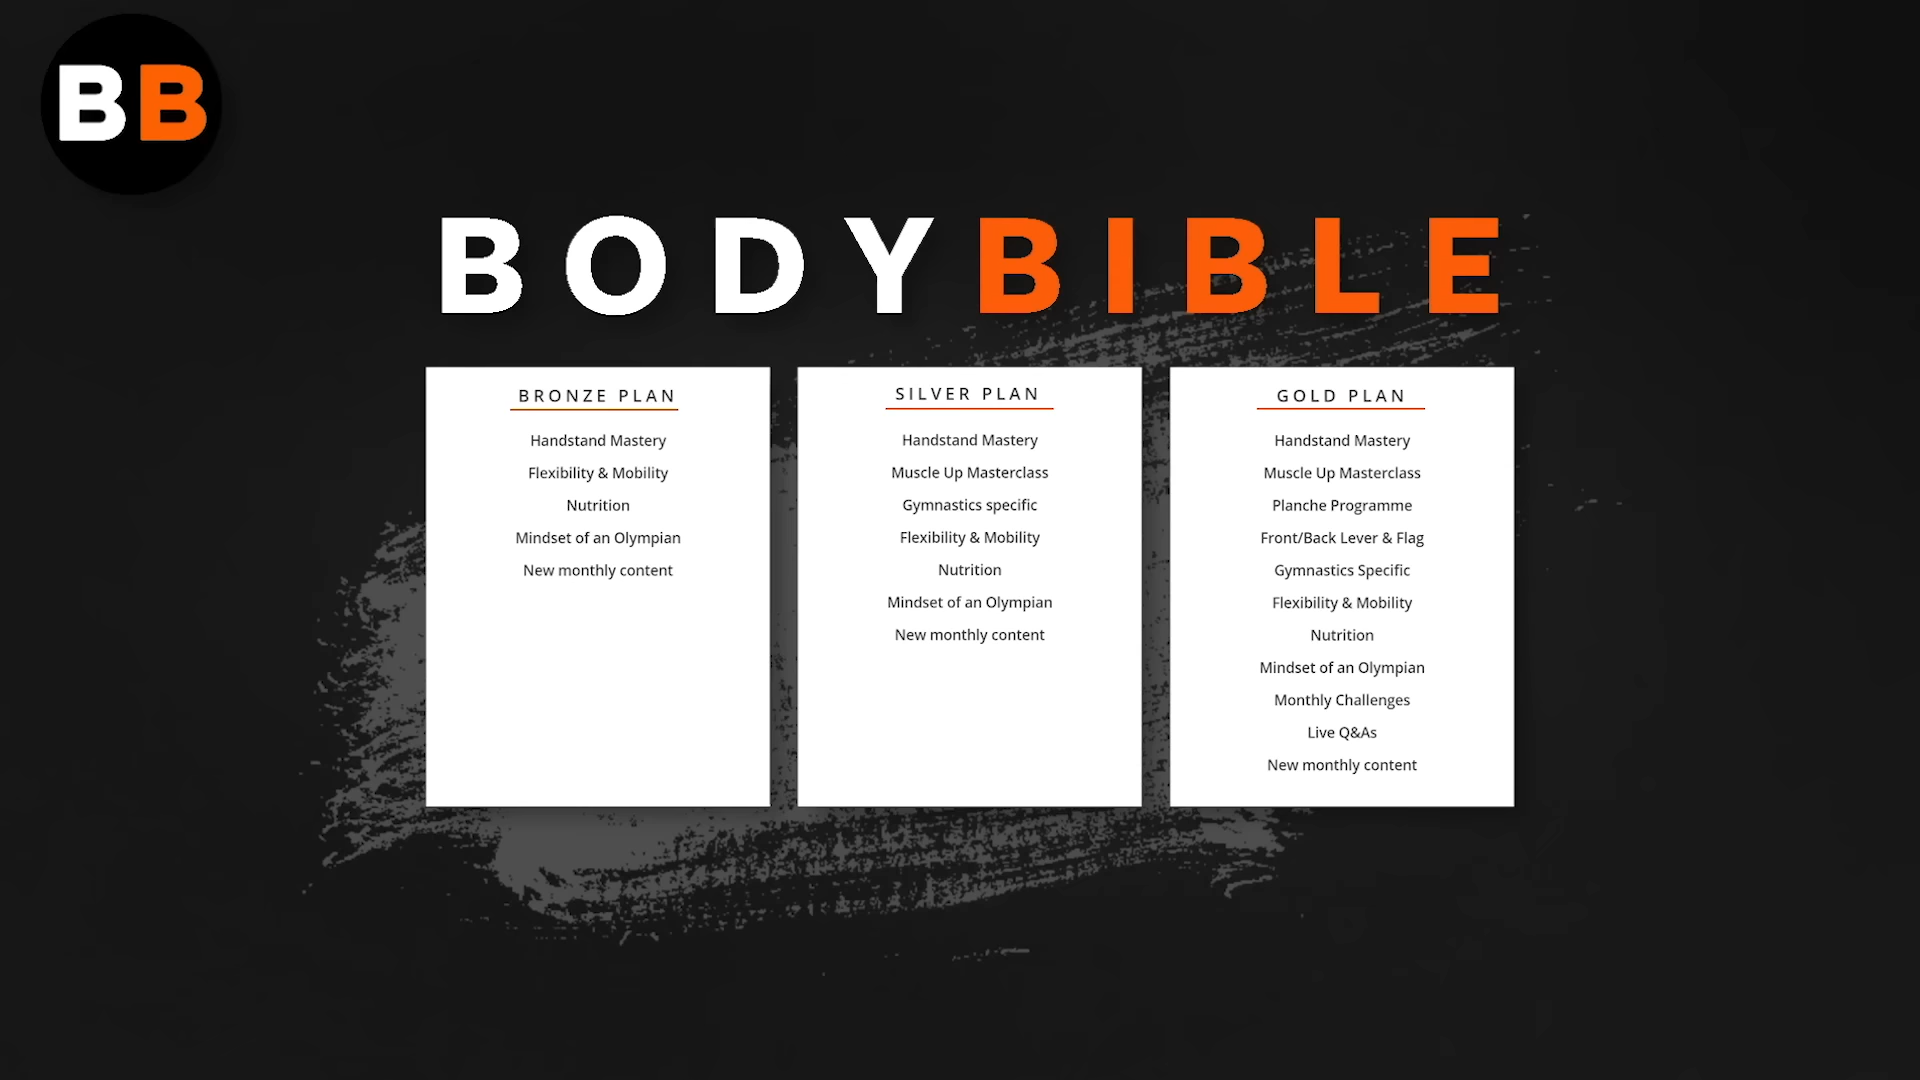 BB
BODYBIBLE
BRONZE PLAN
Handstand Mastery
Flexibility & Mobility
Nutrition
Mindset of an Olympian
New monthly content
SILVER PLAN
Handstand Mastery
Muscle Up Masterclass
Gymnastics specific
Flexibility & Mobility
Nutrition
Mindset of an Olympian
New monthly content
GOLD PLAN
Handstand Mastery
Muscle Up Masterclass
Planche Programme
Front/Back Lever & Flag
Gymnastics Specific
Flexibility & Mobility
Nutrition
Mindset of an Olympian
Monthly Challenges
Live Q&As
New monthly content